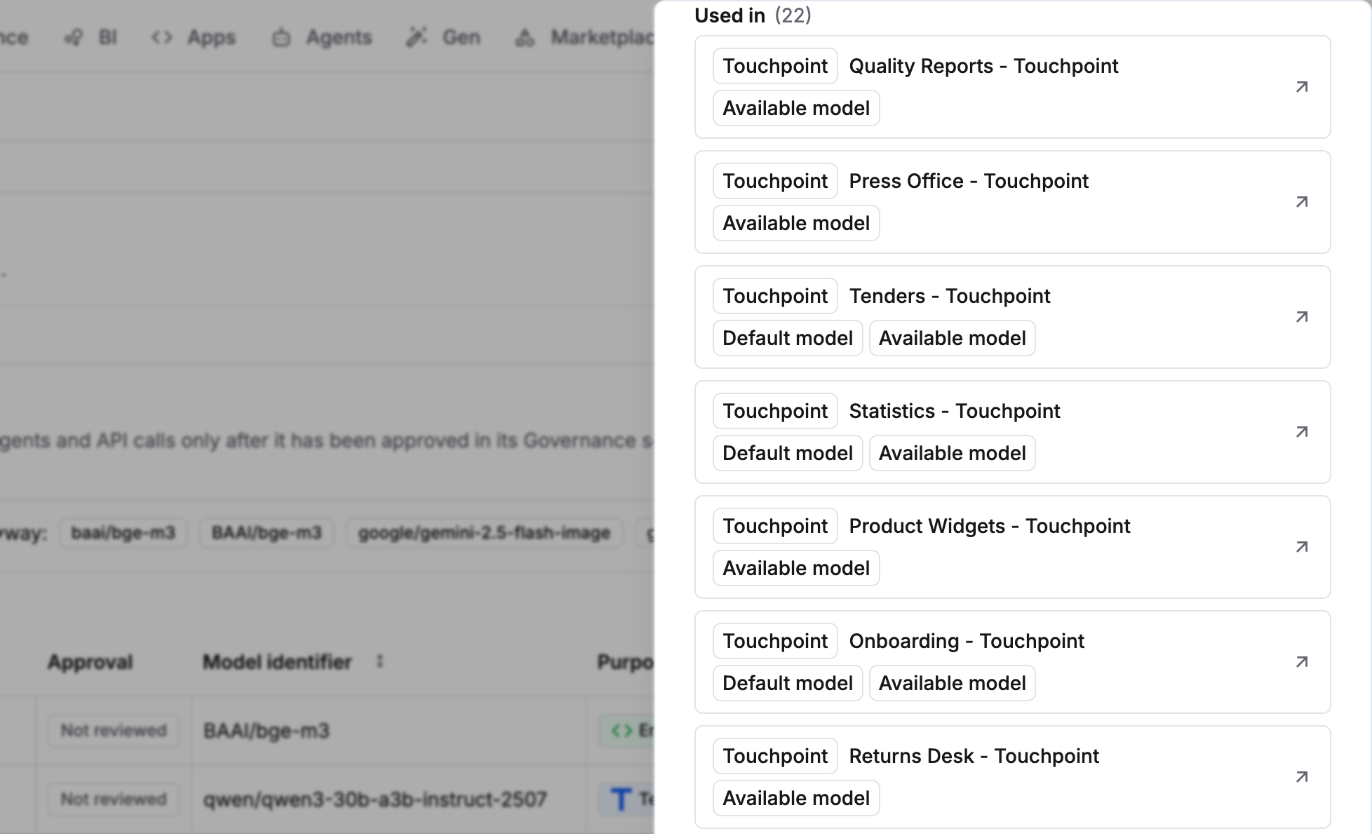 nce BI Apps Agents Gen Marketplac
.
gents and API calls only after it has been approved in its Governance s
yway: baai/bge-m3 BAAI/bge-m3 google/gemini-2.5-flash-image g
Approval Model identifier Purpo
Not reviewed BAAI/bge-m3 En
Not reviewed qwen/qwen3-30b-a3b-instruct-2507 Te
Used in (22)
Touchpoint Quality Reports - Touchpoint
Available model
Touchpoint Press Office - Touchpoint
Available model
Touchpoint Tenders - Touchpoint
Default model Available model
Touchpoint Statistics - Touchpoint
Default model Available model
Touchpoint Product Widgets - Touchpoint
Available model
Touchpoint Onboarding - Touchpoint
Default model Available model
Touchpoint Returns Desk - Touchpoint
Available model